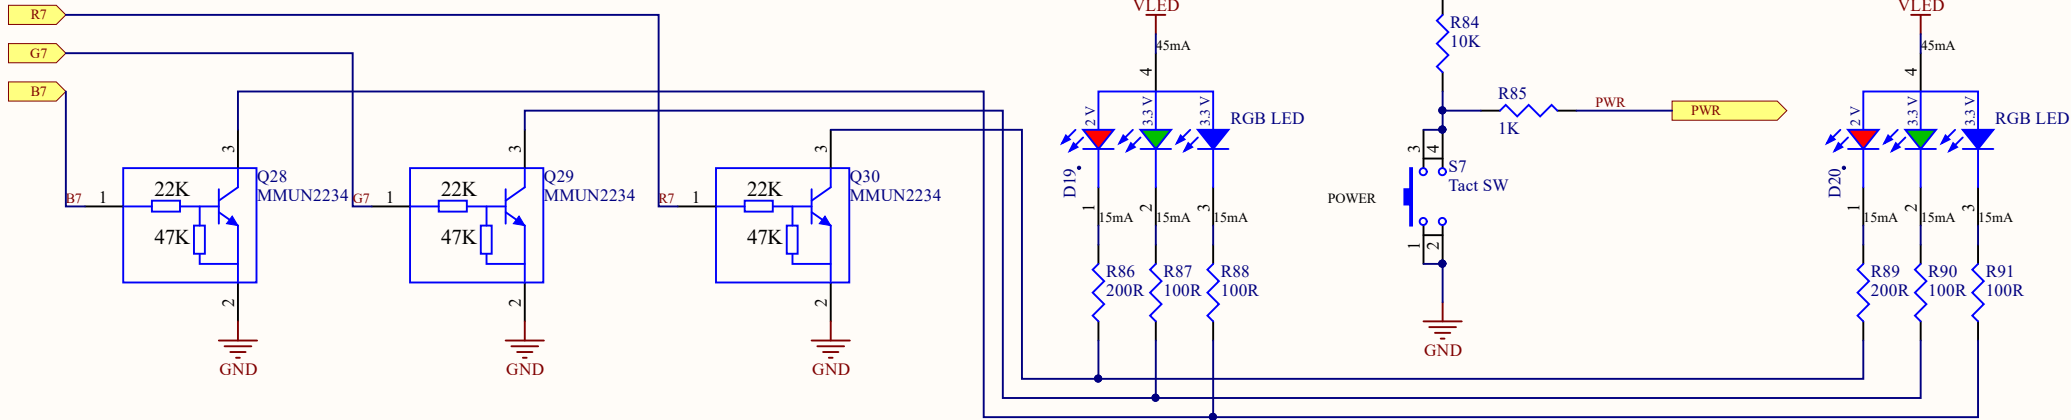 R7
G7
B7
B7
1
22K
47K
3
2
Q28
MMUN2234
GND
G7
1
22K
47K
3
2
Q29
MMUN2234
GND
R7
1
22K
47K
3
2
Q30
MMUN2234
GND
VLED
45mA
4
2 V
3.3 V
3.3 V
RGB LED
D19
1
15mA
2
15mA
3
15mA
R86
200R
R87
100R
R88
100R
R84
10K
R85
1K
PWR
PWR
3
4
S7
Tact SW
POWER
1
2
GND
VLED
45mA
4
2 V
3.3 V
3.3 V
RGB LED
D20
1
15mA
2
15mA
3
15mA
R89
200R
R90
100R
R91
100R